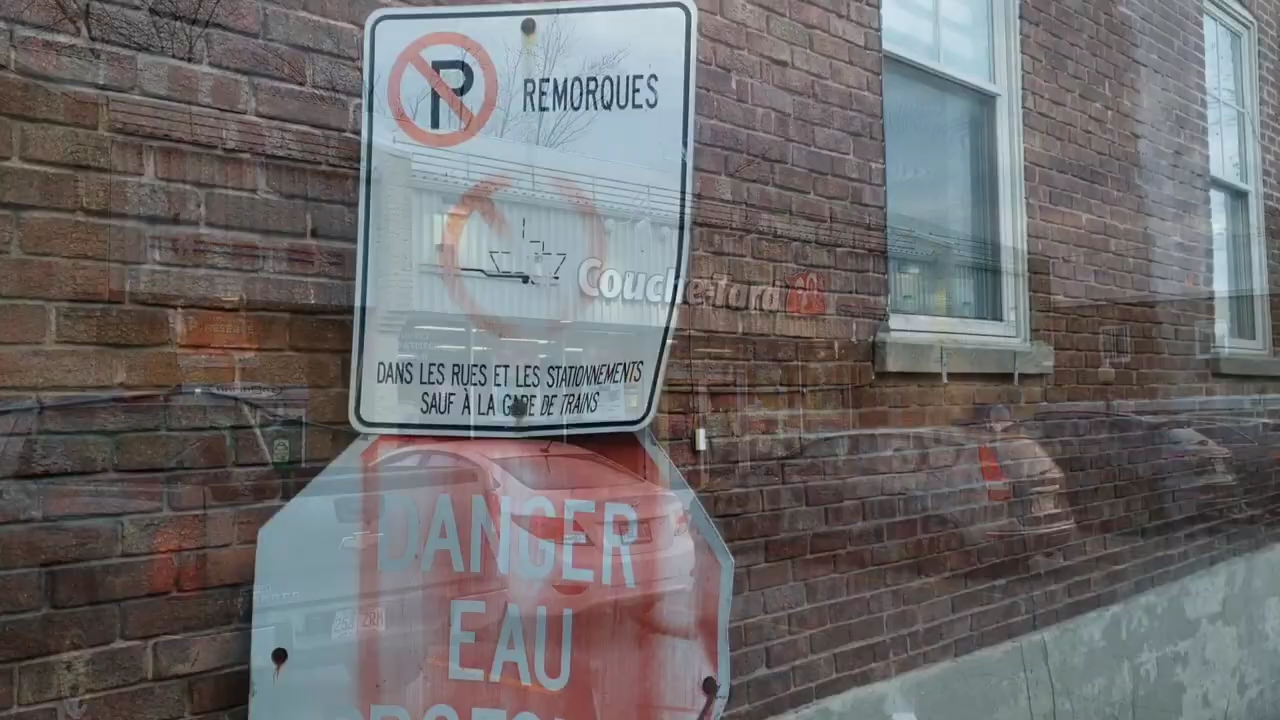 P REMORQUES
Couche-Tard
DANS LES RUES ET LES STATIONNEMENTS
SAUF À LA GARE DE TRAINS
DANGER
EAU